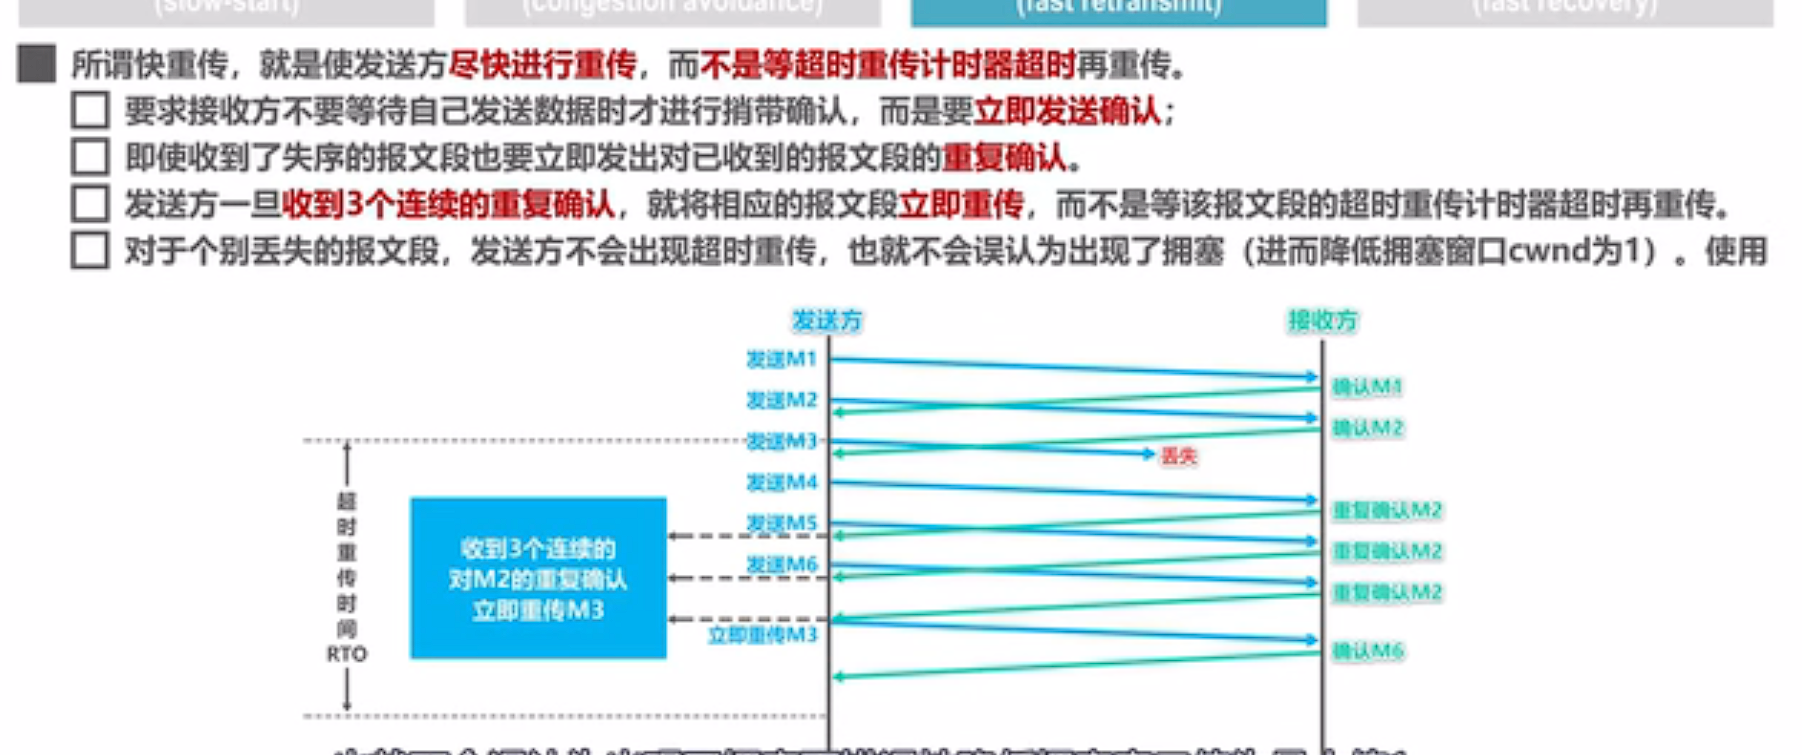 (slow-start) (congestion avoidance) (fast retransmit) (fast recovery)
所谓快重传，就是使发送方尽快进行重传，而不是等超时重传计时器超时再重传。
要求接收方不要等待自己发送数据时才进行捎带确认，而是要立即发送确认；
即使收到了失序的报文段也要立即发出对已收到的报文段的重复确认。
发送方一旦收到3个连续的重复确认，就将相应的报文段立即重传，而不是等该报文段的超时重传计时器超时再重传。
对于个别丢失的报文段，发送方不会出现超时重传，也就不会误认为出现了拥塞（进而降低拥塞窗口cwnd为1）。使用
发送方
接收方
发送M1
确认M1
发送M2
确认M2
发送M3
丢失
发送M4
重复确认M2
发送M5
重复确认M2
发送M6
重复确认M2
立即重传M3
确认M6
超时重传时间
RTO
收到3个连续的
对M2的重复确认
立即重传M3